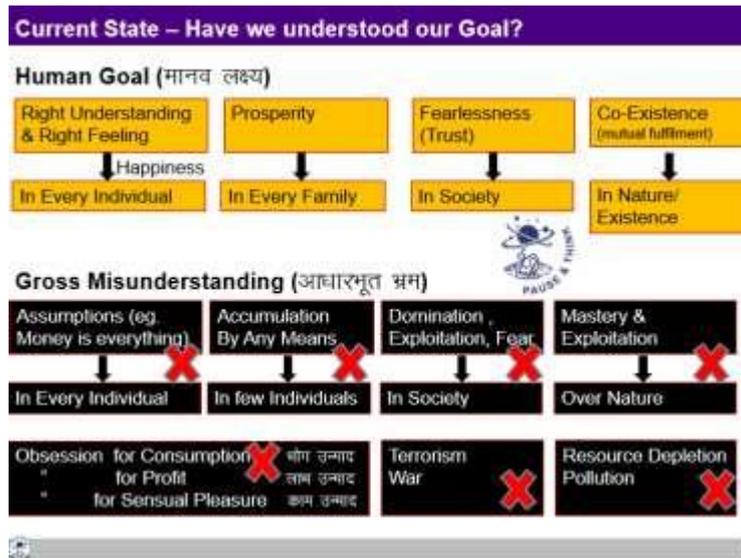 Current State – Have we understood our Goal?
Human Goal (मानव लक्ष्य)
Right Understanding
& Right Feeling
Prosperity
Fearlessness
(Trust)
Co-Existence
(mutual fulfilment)
Happiness
In Every Individual
In Every Family
In Society
In Nature/
Existence
PAUSE & THINK
Gross Misunderstanding (आधारभूत भ्रम)
Assumptions (eg.
Money is everything)
Accumulation
By Any Means
Domination ,
Exploitation, Fear
Mastery &
Exploitation
In Every Individual
In few Individuals
In Society
Over Nature
Obsession for Consumption भोग उन्माद
" for Profit लाभ उन्माद
" for Sensual Pleasure काम उन्माद
Terrorism
War
Resource Depletion
Pollution